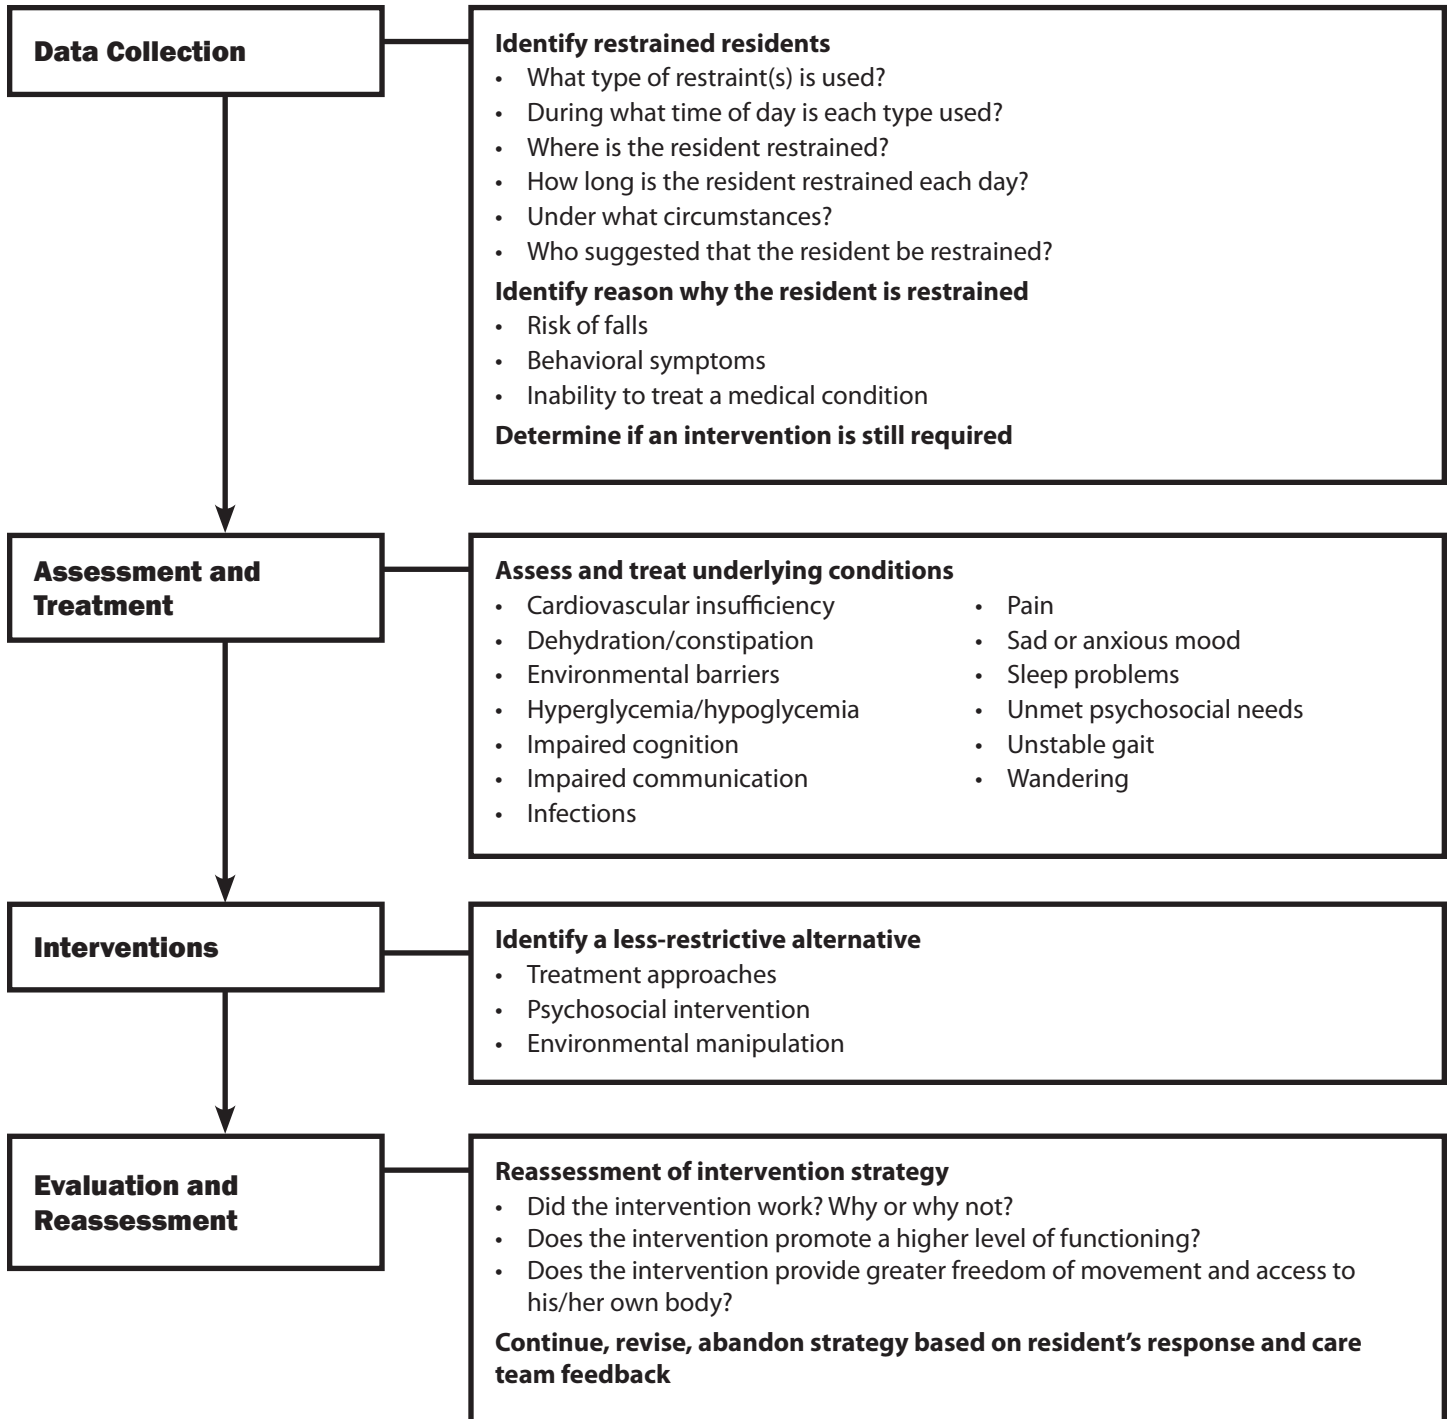 Data Collection
Identify restrained residents
• What type of restraint(s) is used?
• During what time of day is each type used?
• Where is the resident restrained?
• How long is the resident restrained each day?
• Under what circumstances?
• Who suggested that the resident be restrained?
Identify reason why the resident is restrained
• Risk of falls
• Behavioral symptoms
• Inability to treat a medical condition
Determine if an intervention is still required
Assessment and
Treatment
Assess and treat underlying conditions
• Cardiovascular insufficiency
• Dehydration/constipation
• Environmental barriers
• Hyperglycemia/hypoglycemia
• Impaired cognition
• Impaired communication
• Infections
• Pain
• Sad or anxious mood
• Sleep problems
• Unmet psychosocial needs
• Unstable gait
• Wandering
Interventions
Identify a less-restrictive alternative
• Treatment approaches
• Psychosocial intervention
• Environmental manipulation
Evaluation and
Reassessment
Reassessment of intervention strategy
• Did the intervention work? Why or why not?
• Does the intervention promote a higher level of functioning?
• Does the intervention provide greater freedom of movement and access to
his/her own body?
Continue, revise, abandon strategy based on resident’s response and care
team feedback